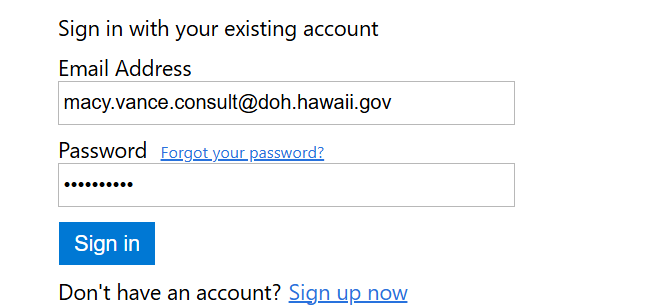 Sign in with your existing account
Email Address
macy.vance.consult@doh.hawaii.gov
Password Forgot your password?
••••••••••
Sign in
Don't have an account? Sign up now